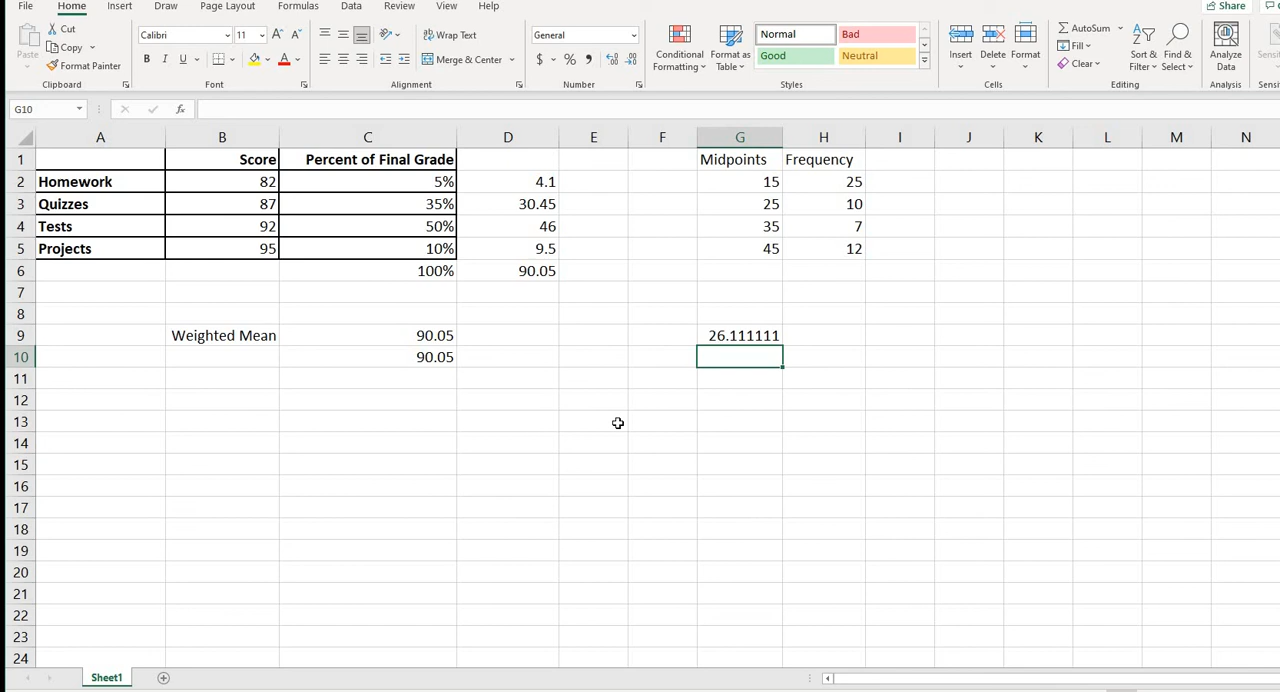 File Home Insert Draw Page Layout Formulas Data Review View Help Share
Cut
Copy
Paste
Format Painter
Clipboard
Calibri 11 A A
B I U A
Font
Wrap Text
Merge & Center
Alignment
General
$ % 9
Number
Conditional Formatting
Format as Table
Normal Bad
Good Neutral
Styles
Insert Delete Format
Cells
AutoSum
Fill
Clear
Sort & Filter
Find & Select
Editing
Analyze Data
Analysis
G10 fx
A B C D E F G H I J K L M N
1 Score Percent of Final Grade Midpoints Frequency
2 Homework 82 5% 4.1 15 25
3 Quizzes 87 35% 30.45 25 10
4 Tests 92 50% 46 35 7
5 Projects 95 10% 9.5 45 12
6 100% 90.05
7
8
9 Weighted Mean 90.05 26.111111
10 90.05
11
12
13
14
15
16
17
18
19
20
21
22
23
24
Sheet1